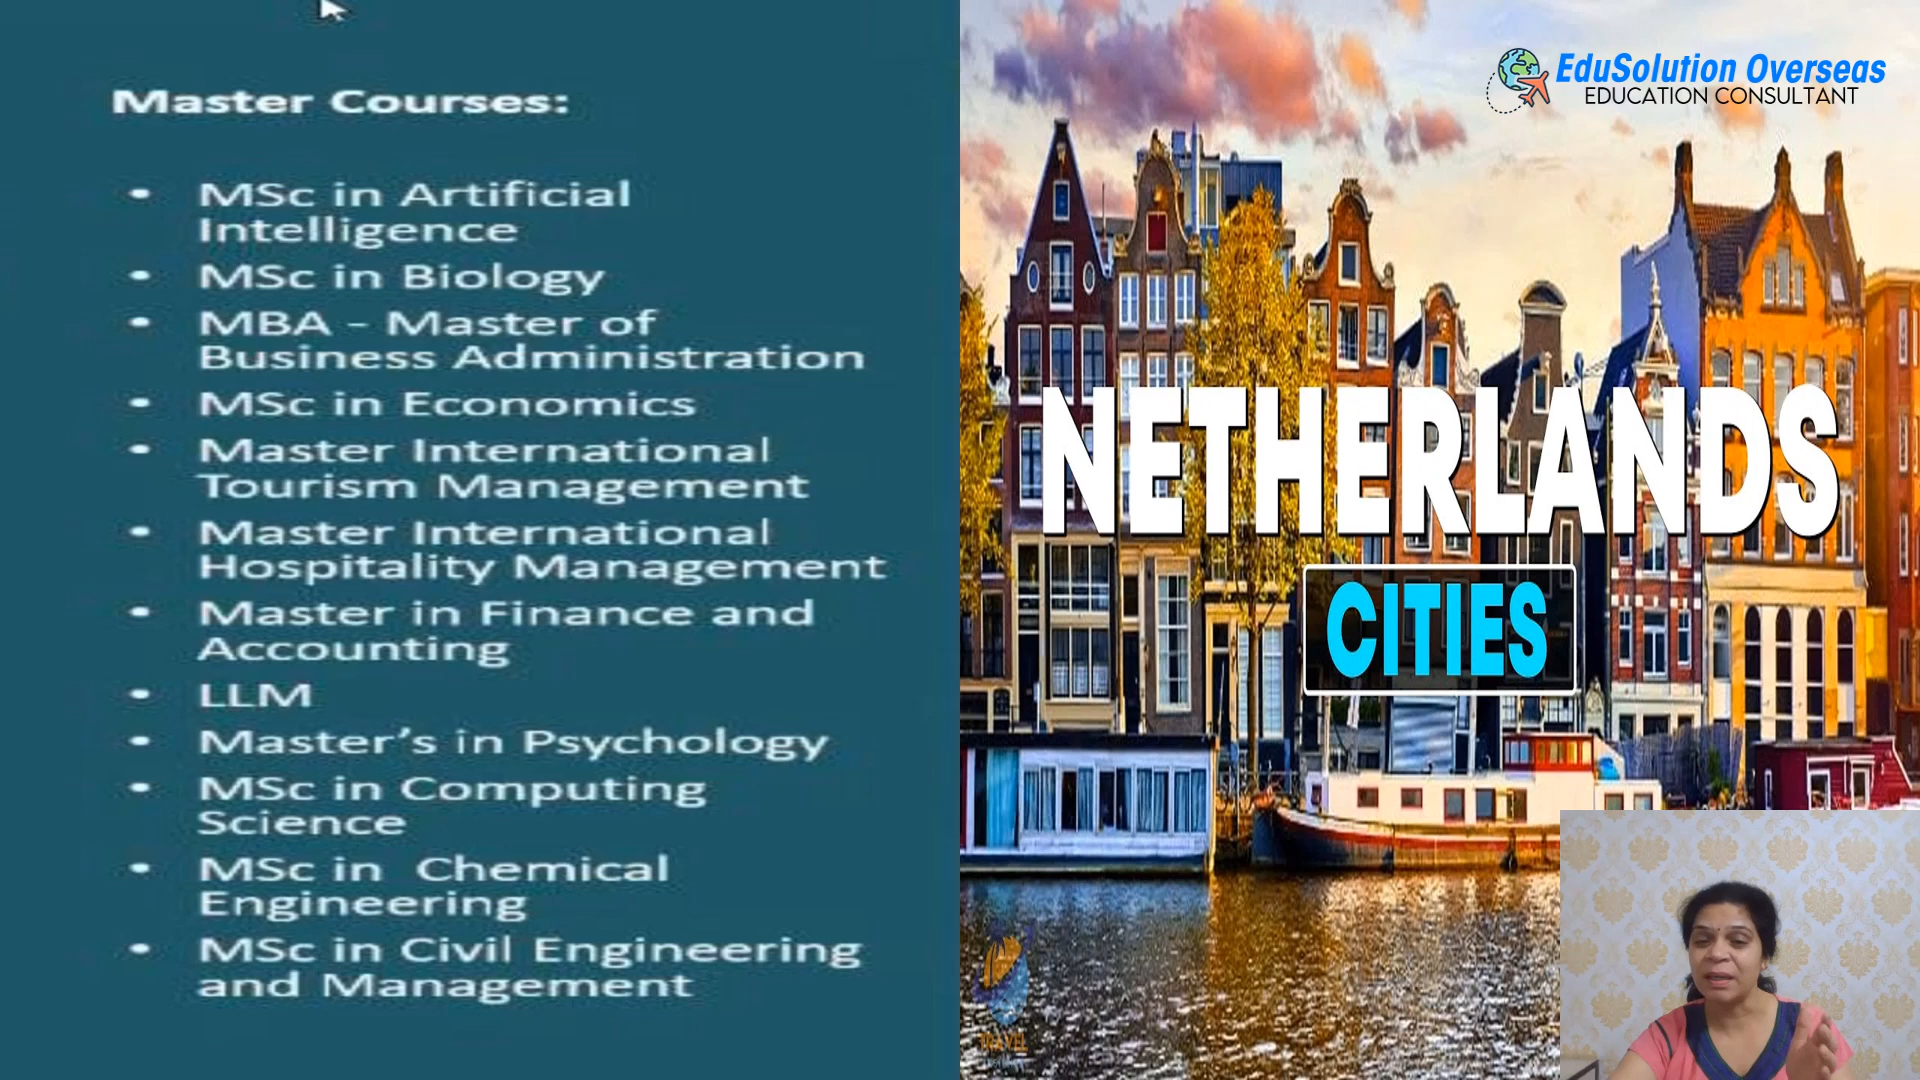 Master Courses:
• MSc in Artificial
Intelligence
• MSc in Biology
• MBA - Master of
Business Administration
• MSc in Economics
• Master International
Tourism Management
• Master International
Hospitality Management
• Master in Finance and
Accounting
• LLM
• Master's in Psychology
• MSc in Computing
Science
• MSc in Chemical
Engineering
• MSc in Civil Engineering
and Management
EduSolution Overseas
EDUCATION CONSULTANT
NETHERLANDS
CITIES
TRAVEL